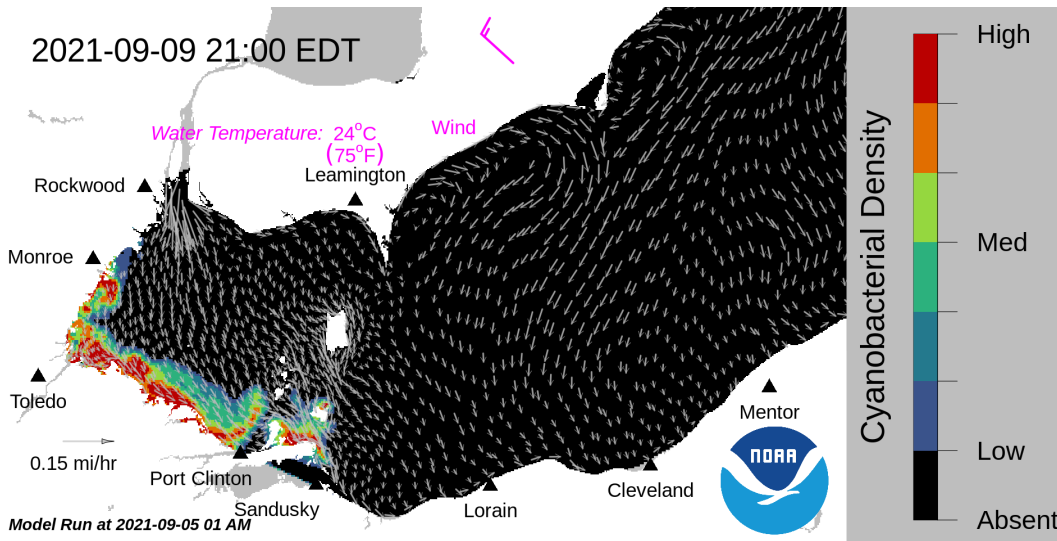 2021-09-09 21:00 EDT
High
Water Temperature: 24°C
(75°F)
Wind
Leamington
Rockwood
Monroe
Med
Cyanobacterial Density
Toledo
Mentor
0.15 mi/hr
NOAA
Low
Port Clinton
Cleveland
Sandusky
Lorain
Model Run at 2021-09-05 01 AM
Absent